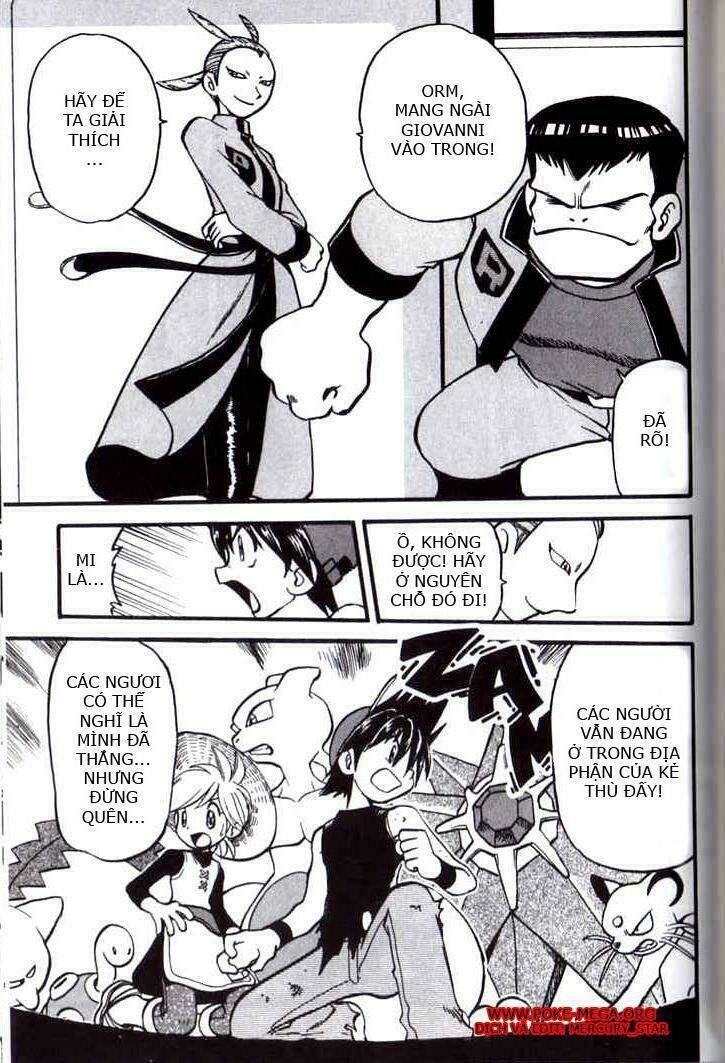 ORM,
MANG NGÀI
GIOVANNI
VÀO TRONG!
HÃY ĐỂ
TA GIẢI
THÍCH
...
ĐÃ
RÕ!
R
R
Ồ, KHÔNG
ĐƯỢC! HÃY
Ở NGUYÊN
CHỖ ĐÓ ĐI!
MI
LÀ...
ZAM
CÁC NGƯỜI
VẪN ĐANG
Ở TRONG ĐỊA
PHẬN CỦA KẺ
THÙ ĐẤY!
CÁC NGƯƠI
CÓ THỂ
NGHĨ LÀ
MÌNH ĐÃ
THẮNG...
NHƯNG
ĐỪNG
QUÊN...
WWW.POKE-MEGA.ORG
DỊCH VÀ EDIT: MERCURY_STAR